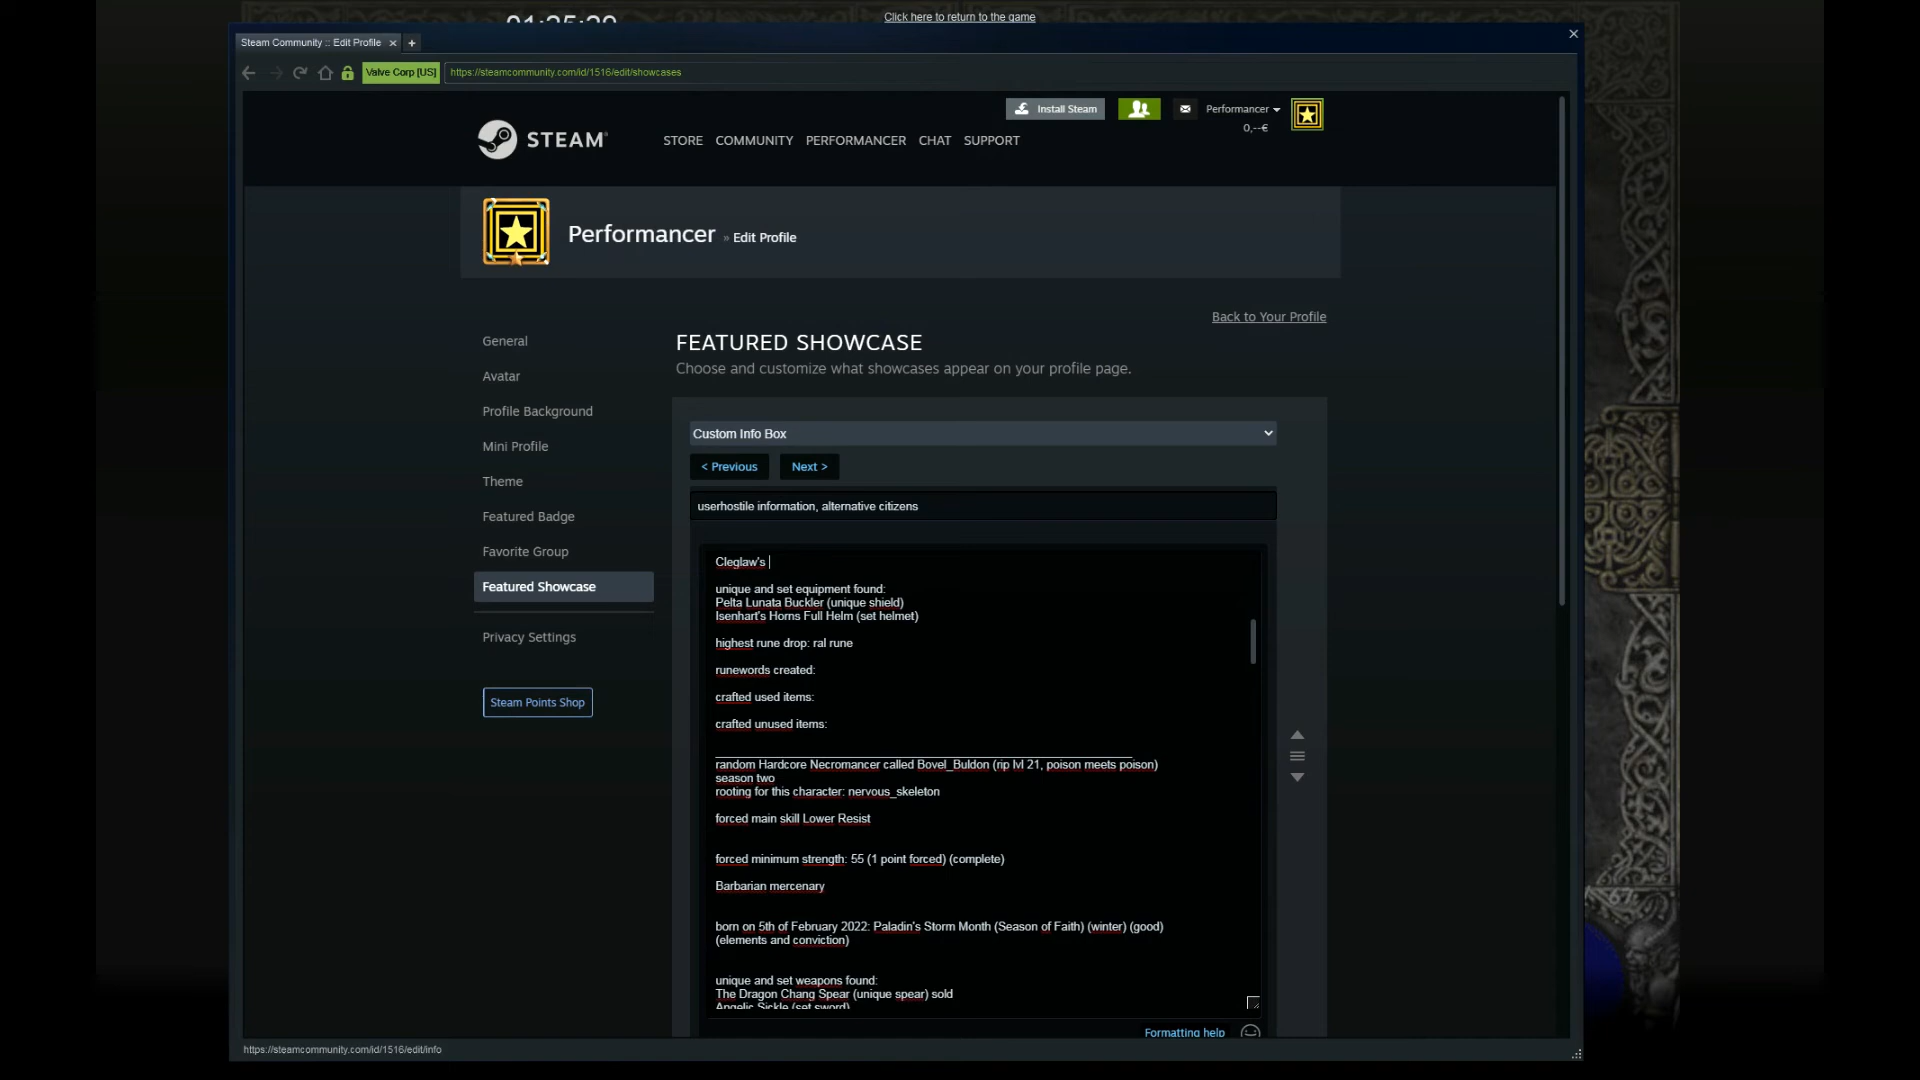 Click here to return to the game
Steam Community :: Edit Profile
Valve Corp [US]
https://steamcommunity.com/id/1516/edit/showcases
Install Steam
Performancer
0,--€
STEAM
STORE COMMUNITY PERFORMANCER CHAT SUPPORT
Performancer » Edit Profile
Back to Your Profile
General
Avatar
Profile Background
Mini Profile
Theme
Featured Badge
Favorite Group
Featured Showcase
Privacy Settings
Steam Points Shop
FEATURED SHOWCASE
Choose and customize what showcases appear on your profile page.
Custom Info Box
< Previous
Next >
userhostile information, alternative citizens
Cleglaw's
unique and set equipment found:
Pelta Lunata Buckler (unique shield)
Isenhart's Horns Full Helm (set helmet)
highest rune drop: ral rune
runewords created:
crafted used items:
crafted unused items:
random Hardcore Necromancer called Bovel_Buldon (rip lvl 21, poison meets poison)
season two
rooting for this character: nervous_skeleton
forced main skill Lower Resist
forced minimum strength: 55 (1 point forced) (complete)
Barbarian mercenary
born on 5th of February 2022: Paladin's Storm Month (Season of Faith) (winter) (good)
(elements and conviction)
unique and set weapons found:
The Dragon Chang Spear (unique spear) sold
Angelic Sickle (set sword)
Formatting help
https://steamcommunity.com/id/1516/edit/info